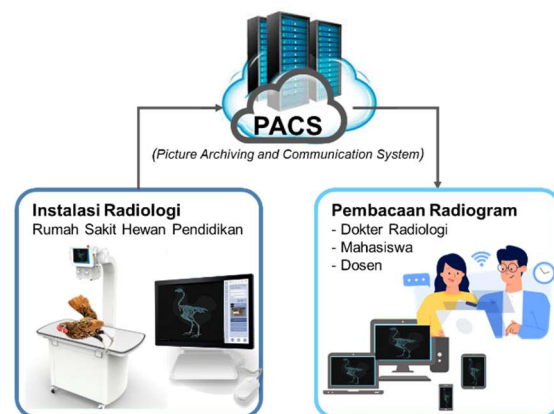 PACS
(Picture Archiving and Communication System)
Instalasi Radiologi
Rumah Sakit Hewan Pendidikan
Pembacaan Radiogram
- Dokter Radiologi
- Mahasiswa
- Dosen